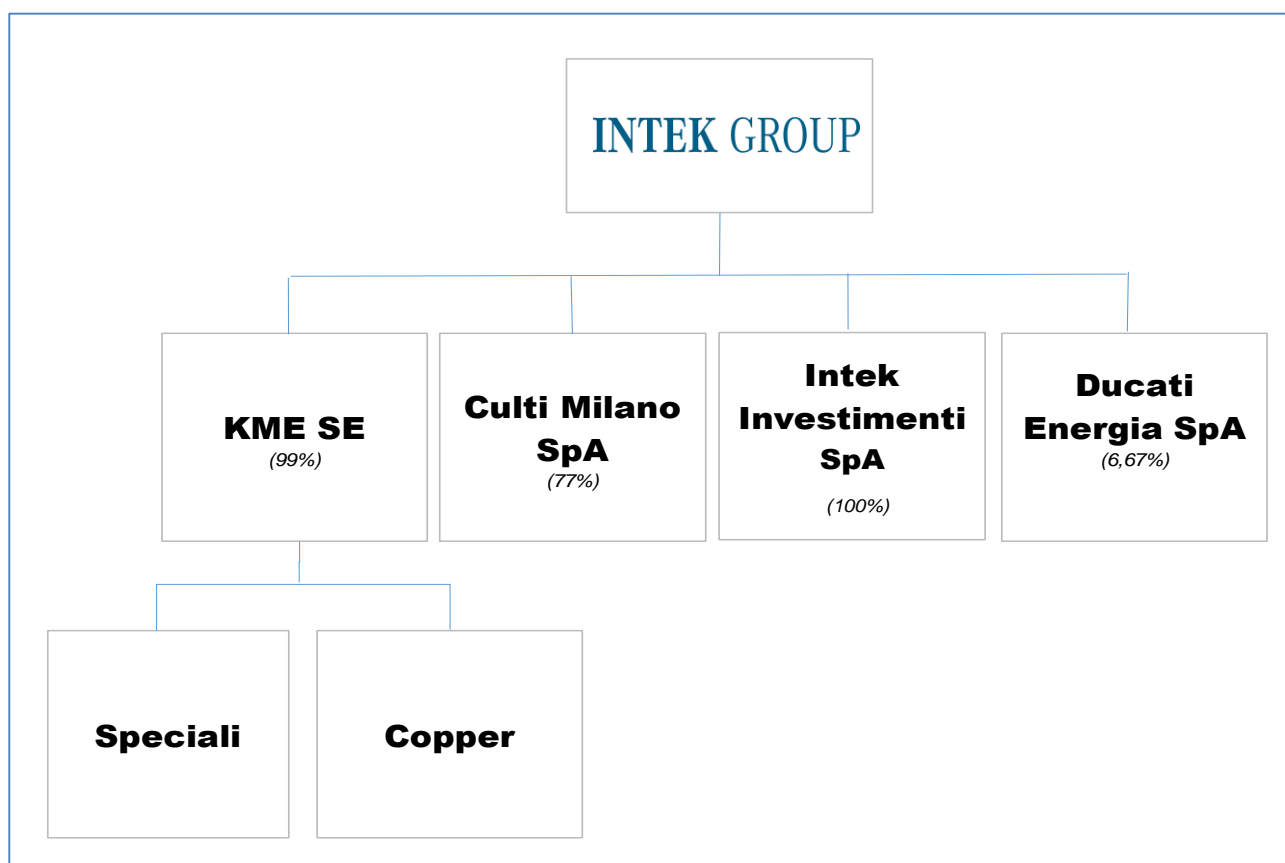 INTEK GROUP
KME SE
(99%)
Culti Milano
SpA
(77%)
Intek
Investimenti
SpA
(100%)
Ducati
Energia SpA
(6,67%)
Speciali
Copper